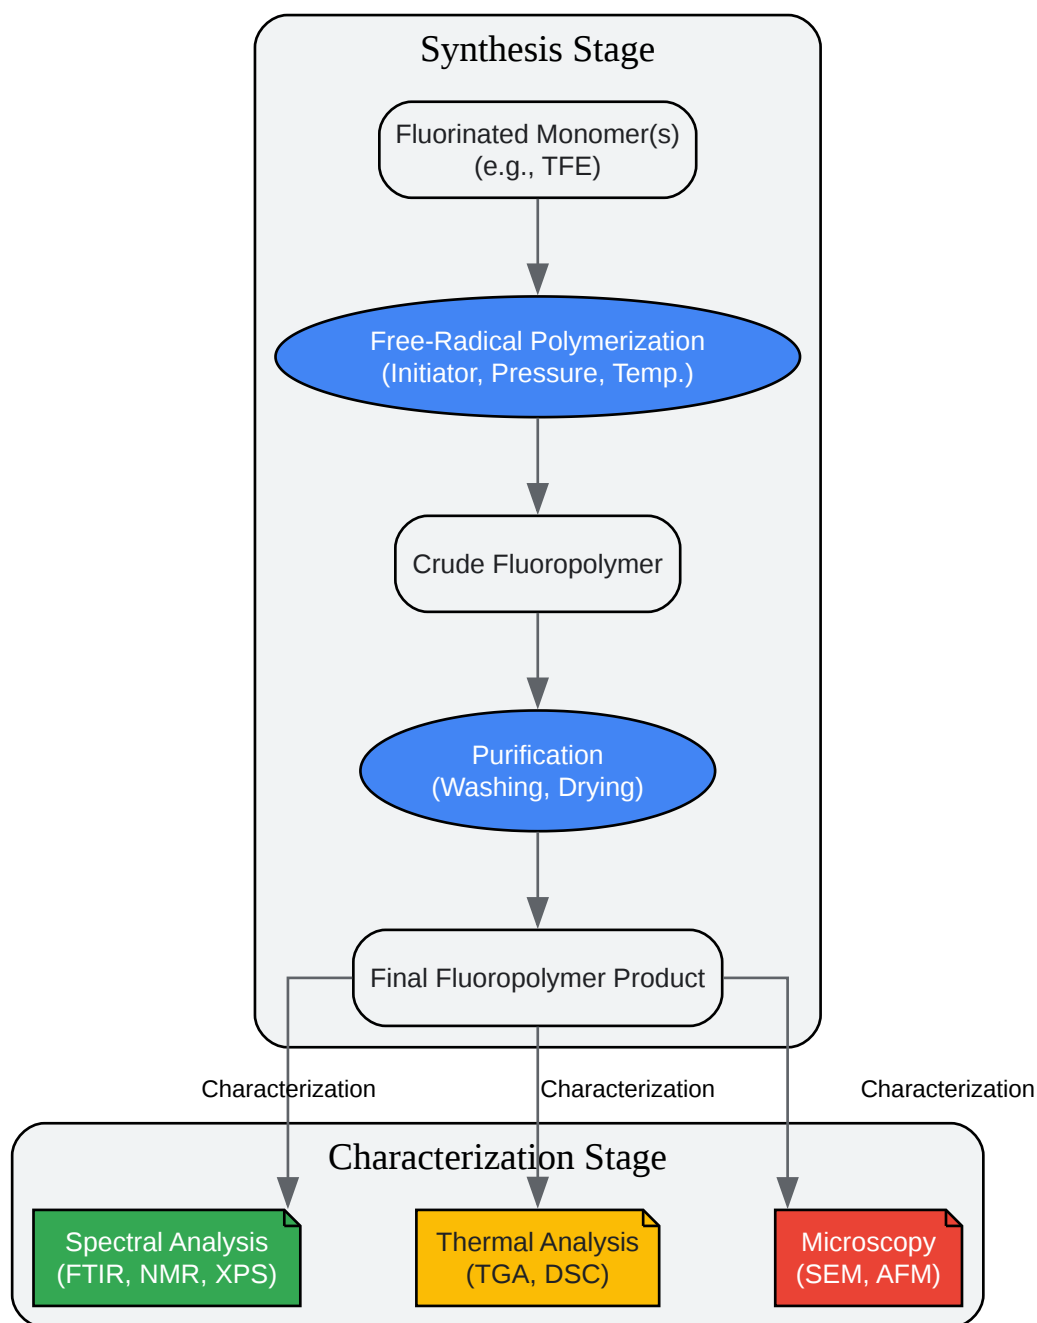 Synthesis Stage
Fluorinated Monomer(s)
(e.g., TFE)
Free-Radical Polymerization
(Initiator, Pressure, Temp.)
Crude Fluoropolymer
Purification
(Washing, Drying)
Final Fluoropolymer Product
Characterization
Characterization
Characterization
Characterization Stage
Spectral Analysis
(FTIR, NMR, XPS)
Thermal Analysis
(TGA, DSC)
Microscopy
(SEM, AFM)